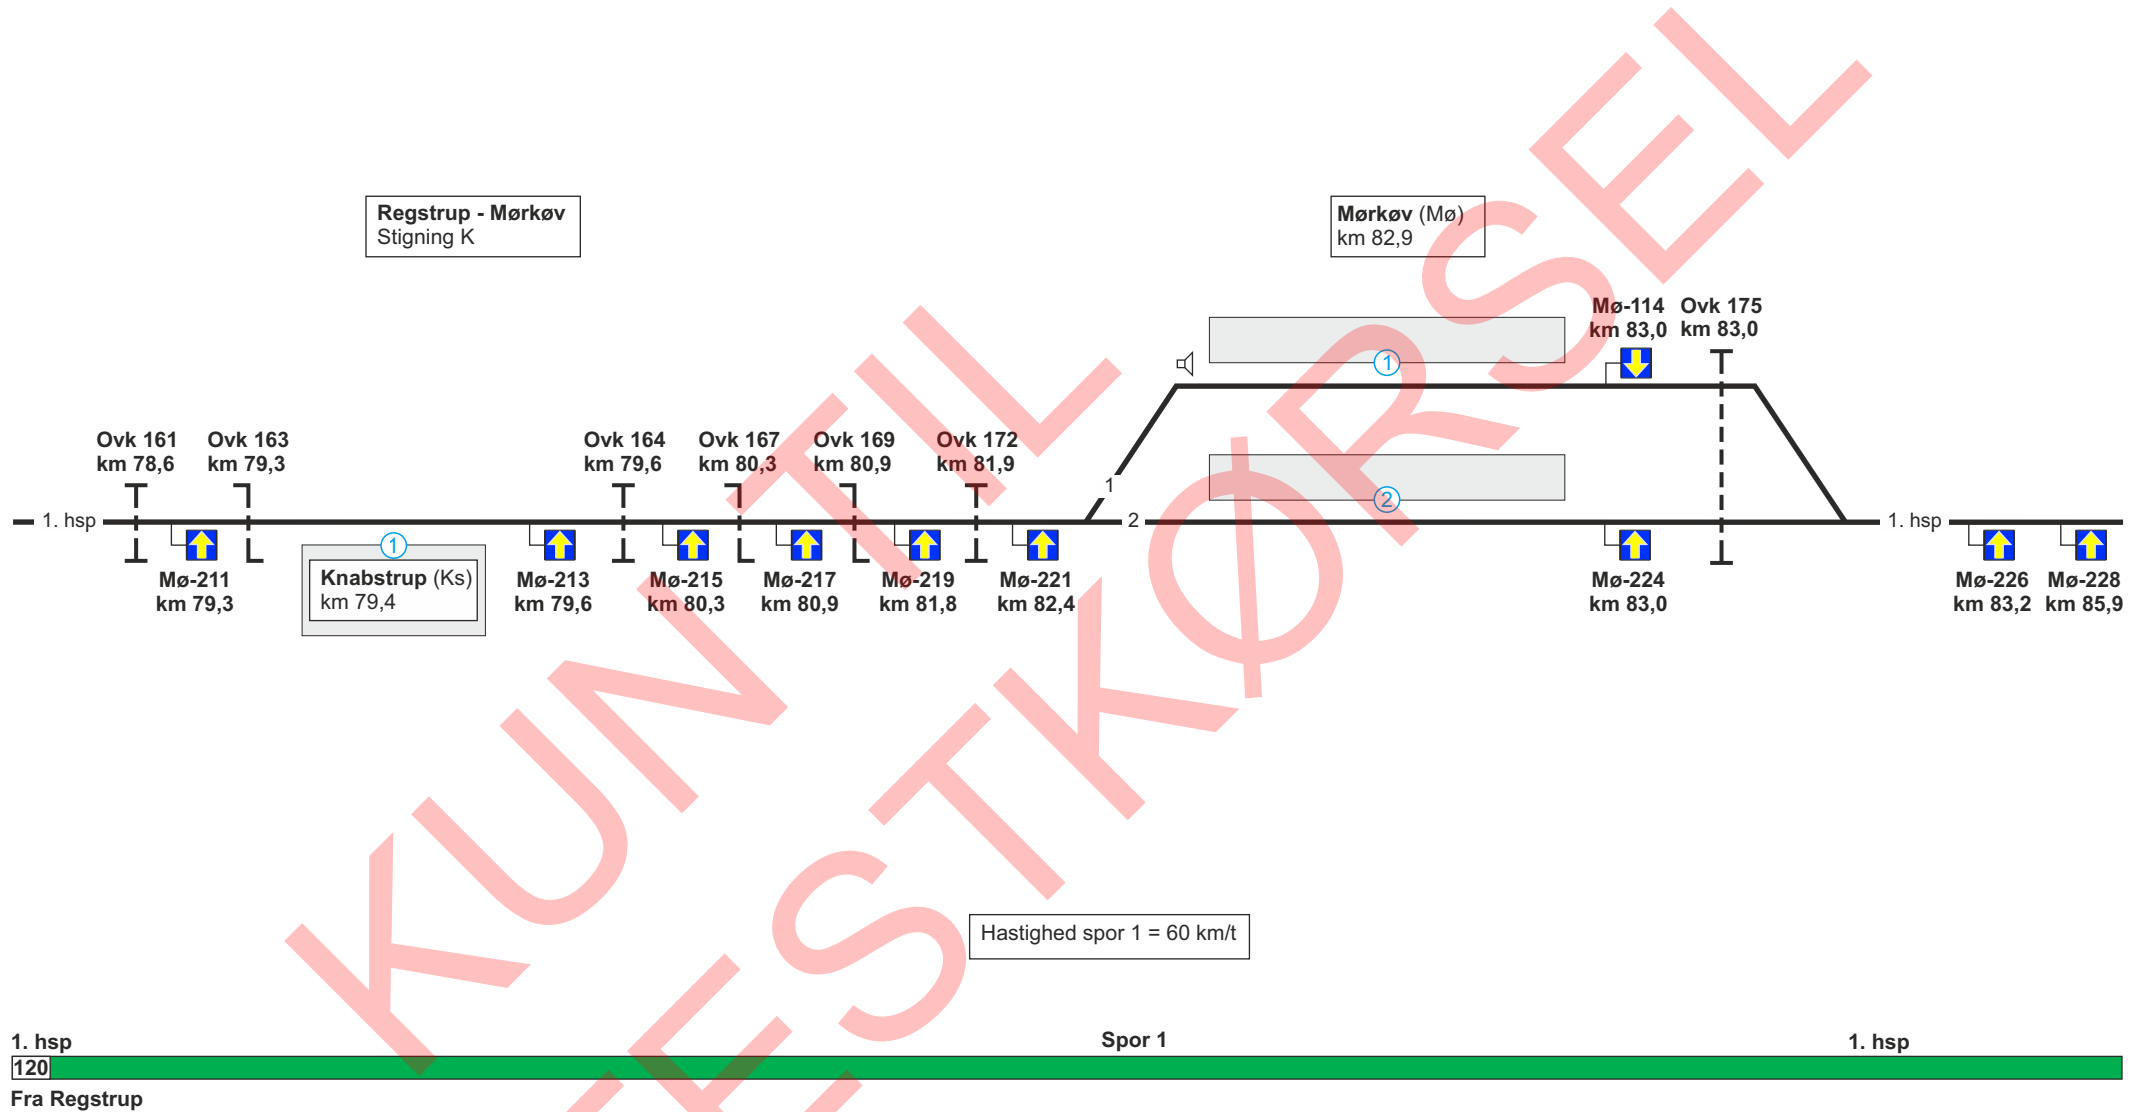 Regstrup - Mørkøv
Stigning K
Mørkøv (Mø)
km 82,9
Mø-114
km 83,0
Ovk 175
km 83,0
1
Ovk 161
km 78,6
Ovk 163
km 79,3
Ovk 164
km 79,6
Ovk 167
km 80,3
Ovk 169
km 80,9
Ovk 172
km 81,9
1
2
1. hsp
2
1. hsp
1
Mø-211
km 79,3
Knabstrup (Ks)
km 79,4
Mø-213
km 79,6
Mø-215
km 80,3
Mø-217
km 80,9
Mø-219
km 81,8
Mø-221
km 82,4
Mø-224
km 83,0
Mø-226
km 83,2
Mø-228
km 85,9
KUN TIL
TESTKØRSEL
Hastighed spor 1 = 60 km/t
1. hsp
Spor 1
1. hsp
120
Fra Regstrup